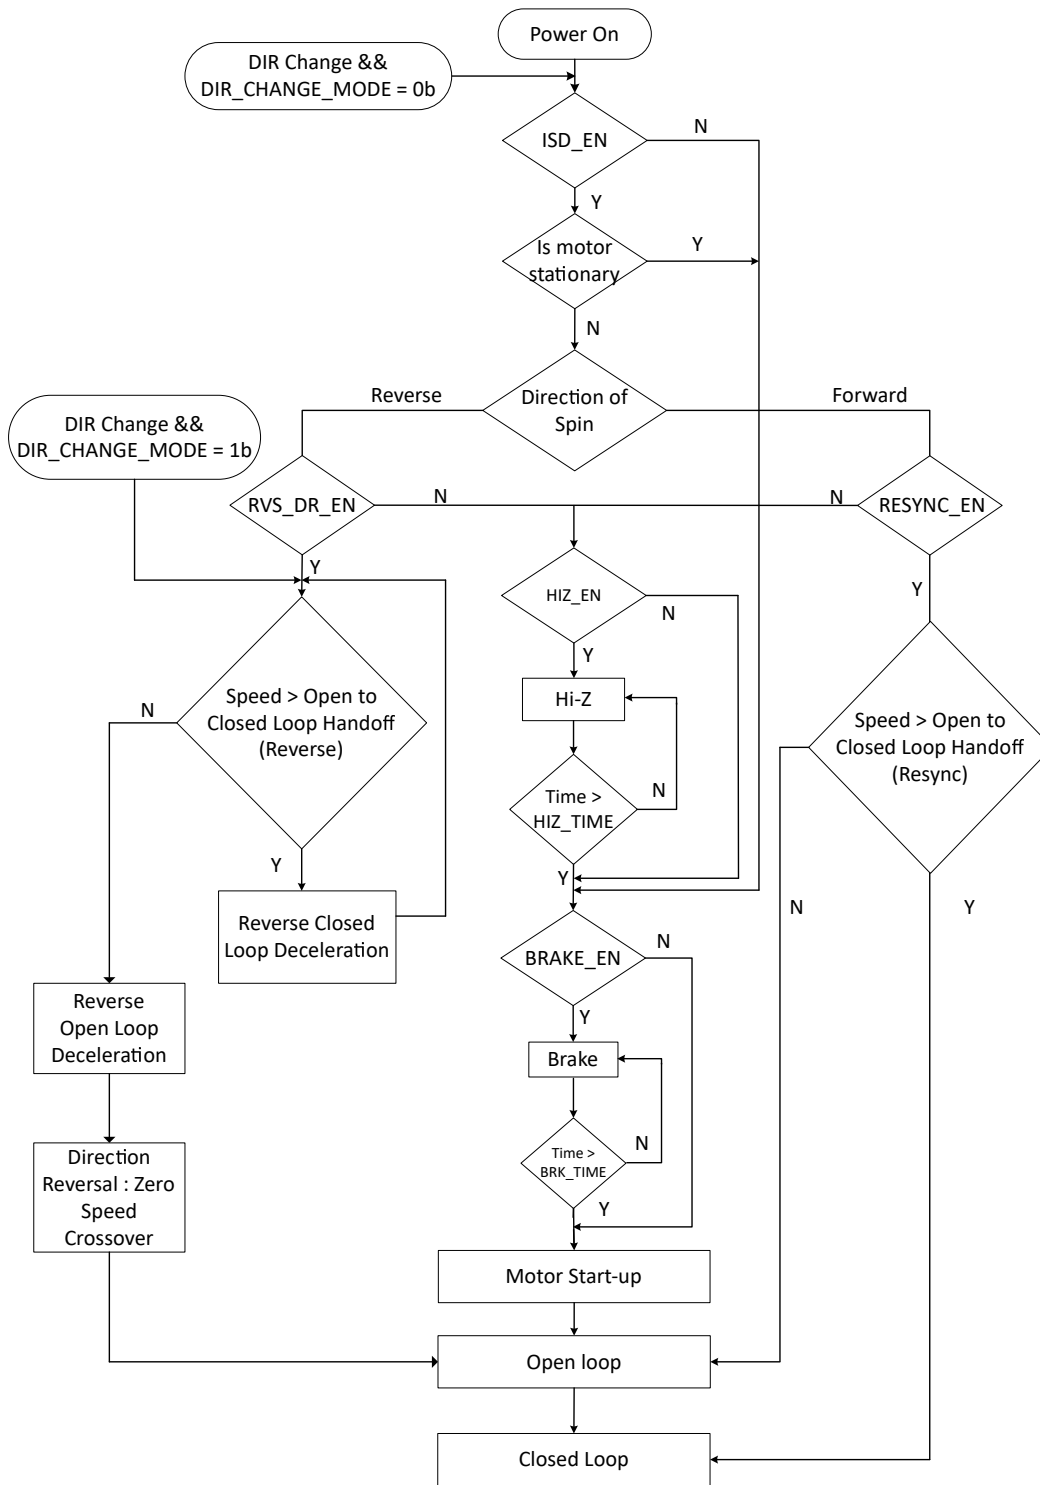 Power On
DIR Change &&
DIR_CHANGE_MODE = 0b
ISD_EN
N
Y
Is motor
stationary
Y
N
Direction of
Spin
Reverse
Forward
DIR Change &&
DIR_CHANGE_MODE = 1b
RVS_DR_EN
N
N
RESYNC_EN
Y
Y
HIZ_EN
N
Y
Speed > Open to
Closed Loop Handoff
(Reverse)
N
Hi-Z
Speed > Open to
Closed Loop Handoff
(Resync)
Time >
HIZ_TIME
N
Y
Y
Reverse Closed
Loop Deceleration
N
Y
BRAKE_EN
N
Y
Reverse
Open Loop
Deceleration
Brake
Time >
BRK_TIME
N
Y
Direction
Reversal : Zero
Speed
Crossover
Motor Start-up
Open loop
Closed Loop